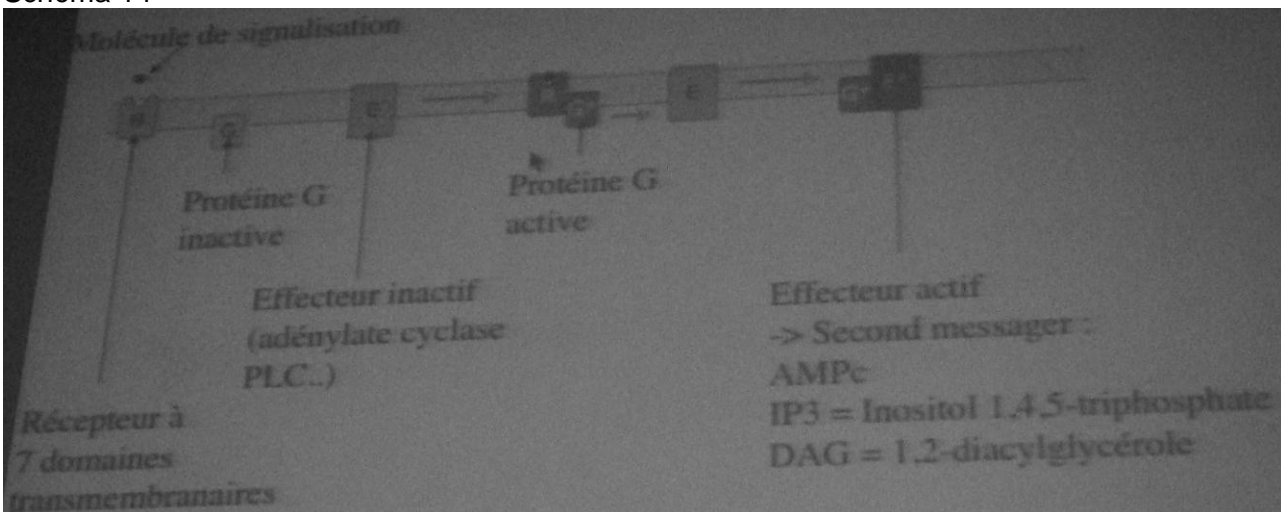 Molécule de signalisation
R
G
E
R
G
E
G
Protéine G
inactive
Protéine G
active
Effecteur inactif
(adénylate cyclase
PLC..)
Effecteur actif
-> Second messager :
AMPc
IP3 = Inositol 1,4,5-triphosphate
DAG = 1,2-diacylglycérole
Récepteur à
7 domaines
transmembranaires